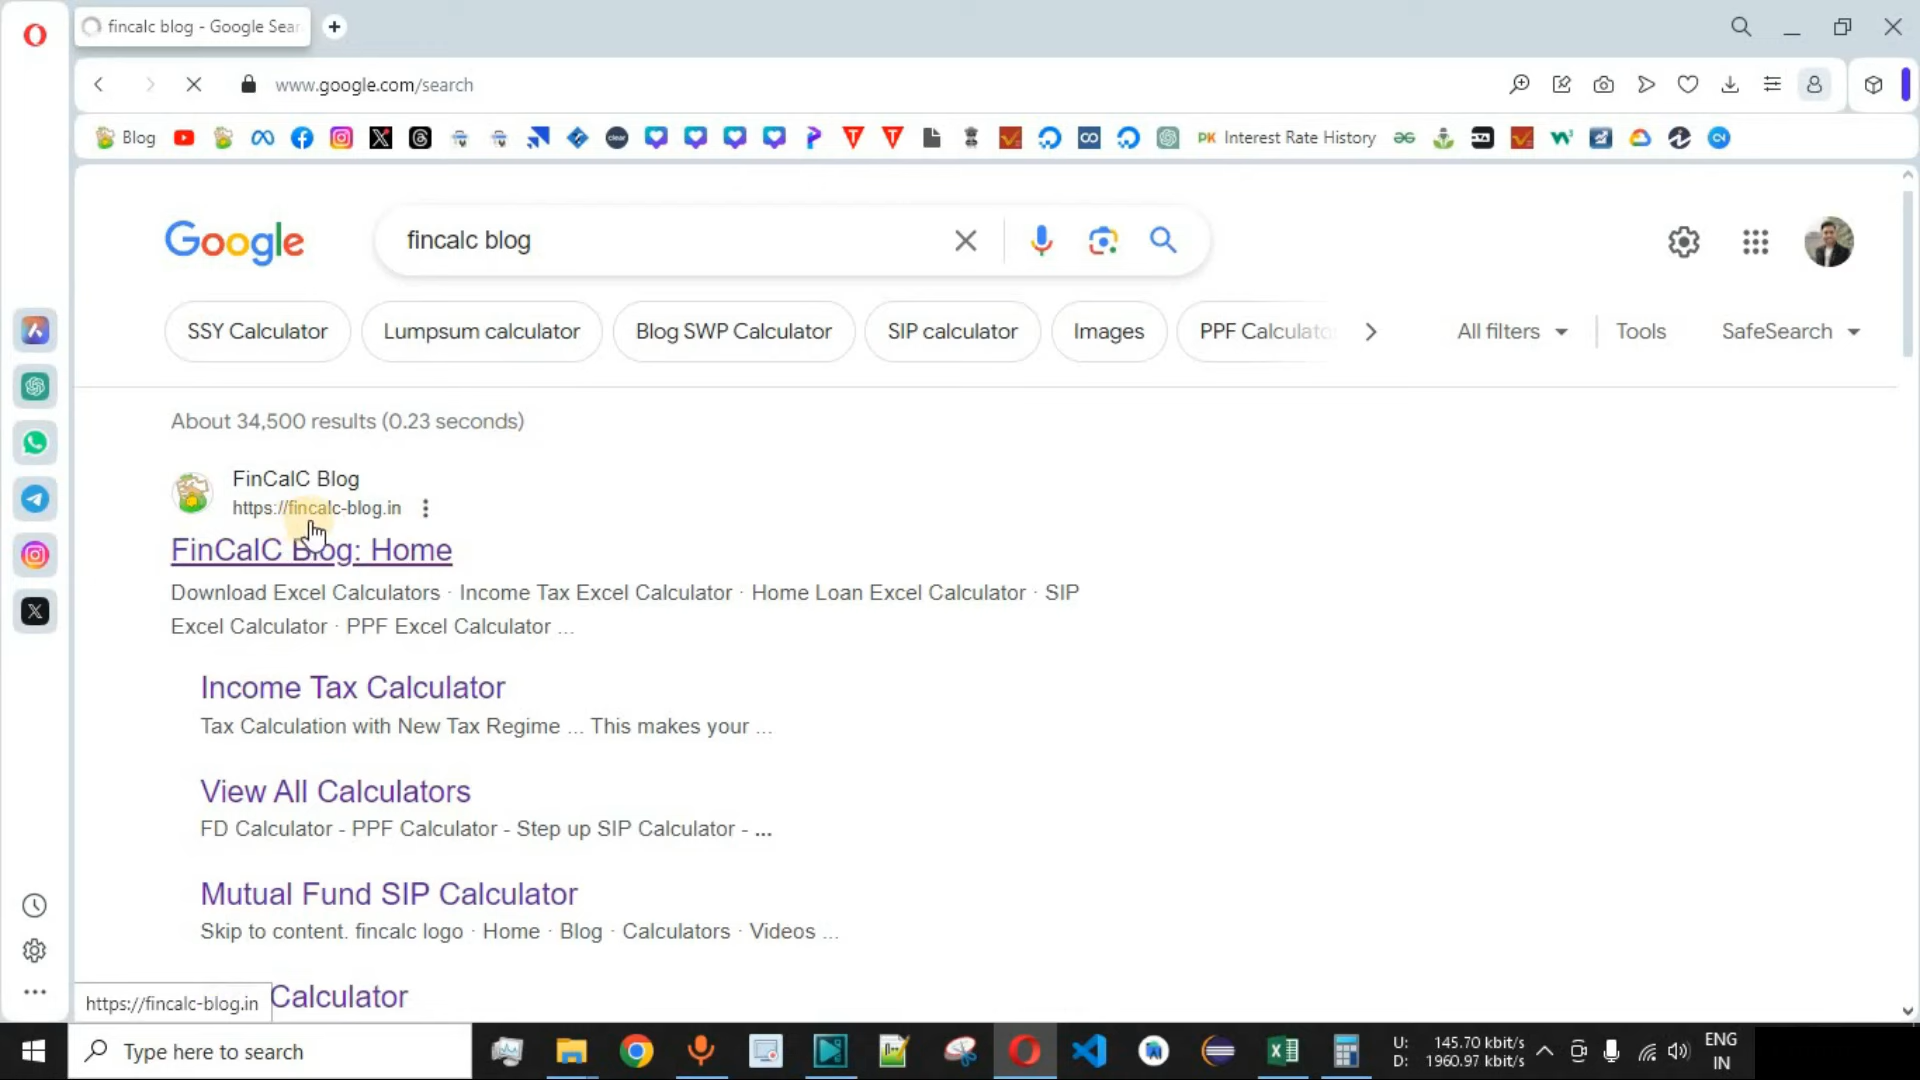 fincalc blog - Google Sear
www.google.com/search
Blog
PK Interest Rate History
Google
fincalc blog
SSY Calculator
Lumpsum calculator
Blog SWP Calculator
SIP calculator
Images
PPF Calculato
All filters
Tools
SafeSearch
About 34,500 results (0.23 seconds)
FinCalC Blog
https://fincalc-blog.in
FinCalC Blog: Home
Download Excel Calculators · Income Tax Excel Calculator · Home Loan Excel Calculator · SIP
Excel Calculator · PPF Excel Calculator ...
Income Tax Calculator
Tax Calculation with New Tax Regime ... This makes your ...
View All Calculators
FD Calculator - PPF Calculator - Step up SIP Calculator - ...
Mutual Fund SIP Calculator
Skip to content. fincalc logo · Home · Blog · Calculators · Videos ...
Calculator
https://fincalc-blog.in
Type here to search
U: 145.70 kbit/s
D: 1960.97 kbit/s
ENG
IN